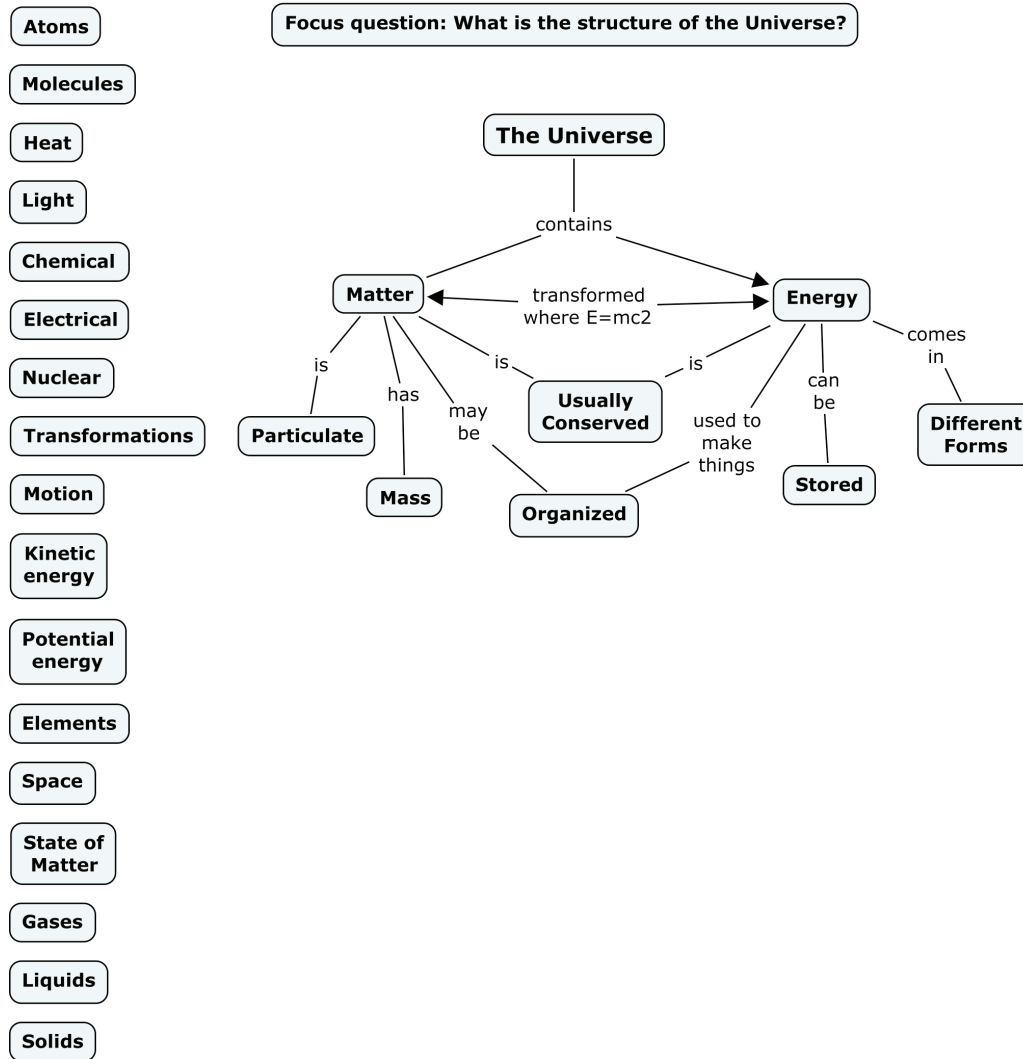 Focus question: What is the structure of the Universe?
Atoms
Molecules
Heat
Light
Chemical
Electrical
Nuclear
Transformations
Motion
Kinetic
energy
Potential
energy
Elements
Space
State of
Matter
Gases
Liquids
Solids
The Universe
contains
Matter
transformed
where E=mc2
Energy
is
has
may
be
is
is
used to
make
things
can
be
comes
in
Particulate
Mass
Organized
Usually
Conserved
Stored
Different
Forms